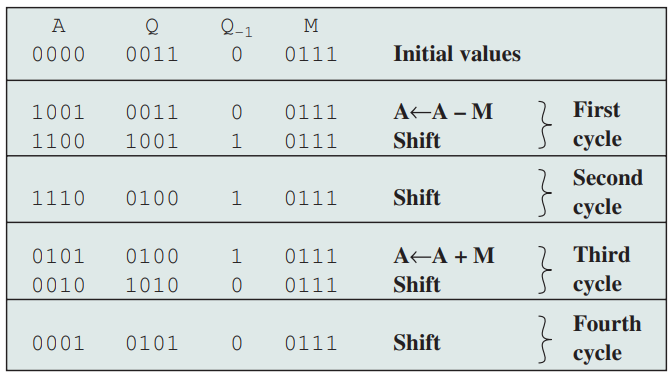 A Q Q₋₁ M
0000 0011 0 0111 Initial values
1001 0011 0 0111 A←A – M First
1100 1001 1 0111 Shift cycle
Second
1110 0100 1 0111 Shift
cycle
0101 0100 1 0111 A←A + M Third
0010 1010 0 0111 Shift cycle
Fourth
0001 0101 0 0111 Shift
cycle